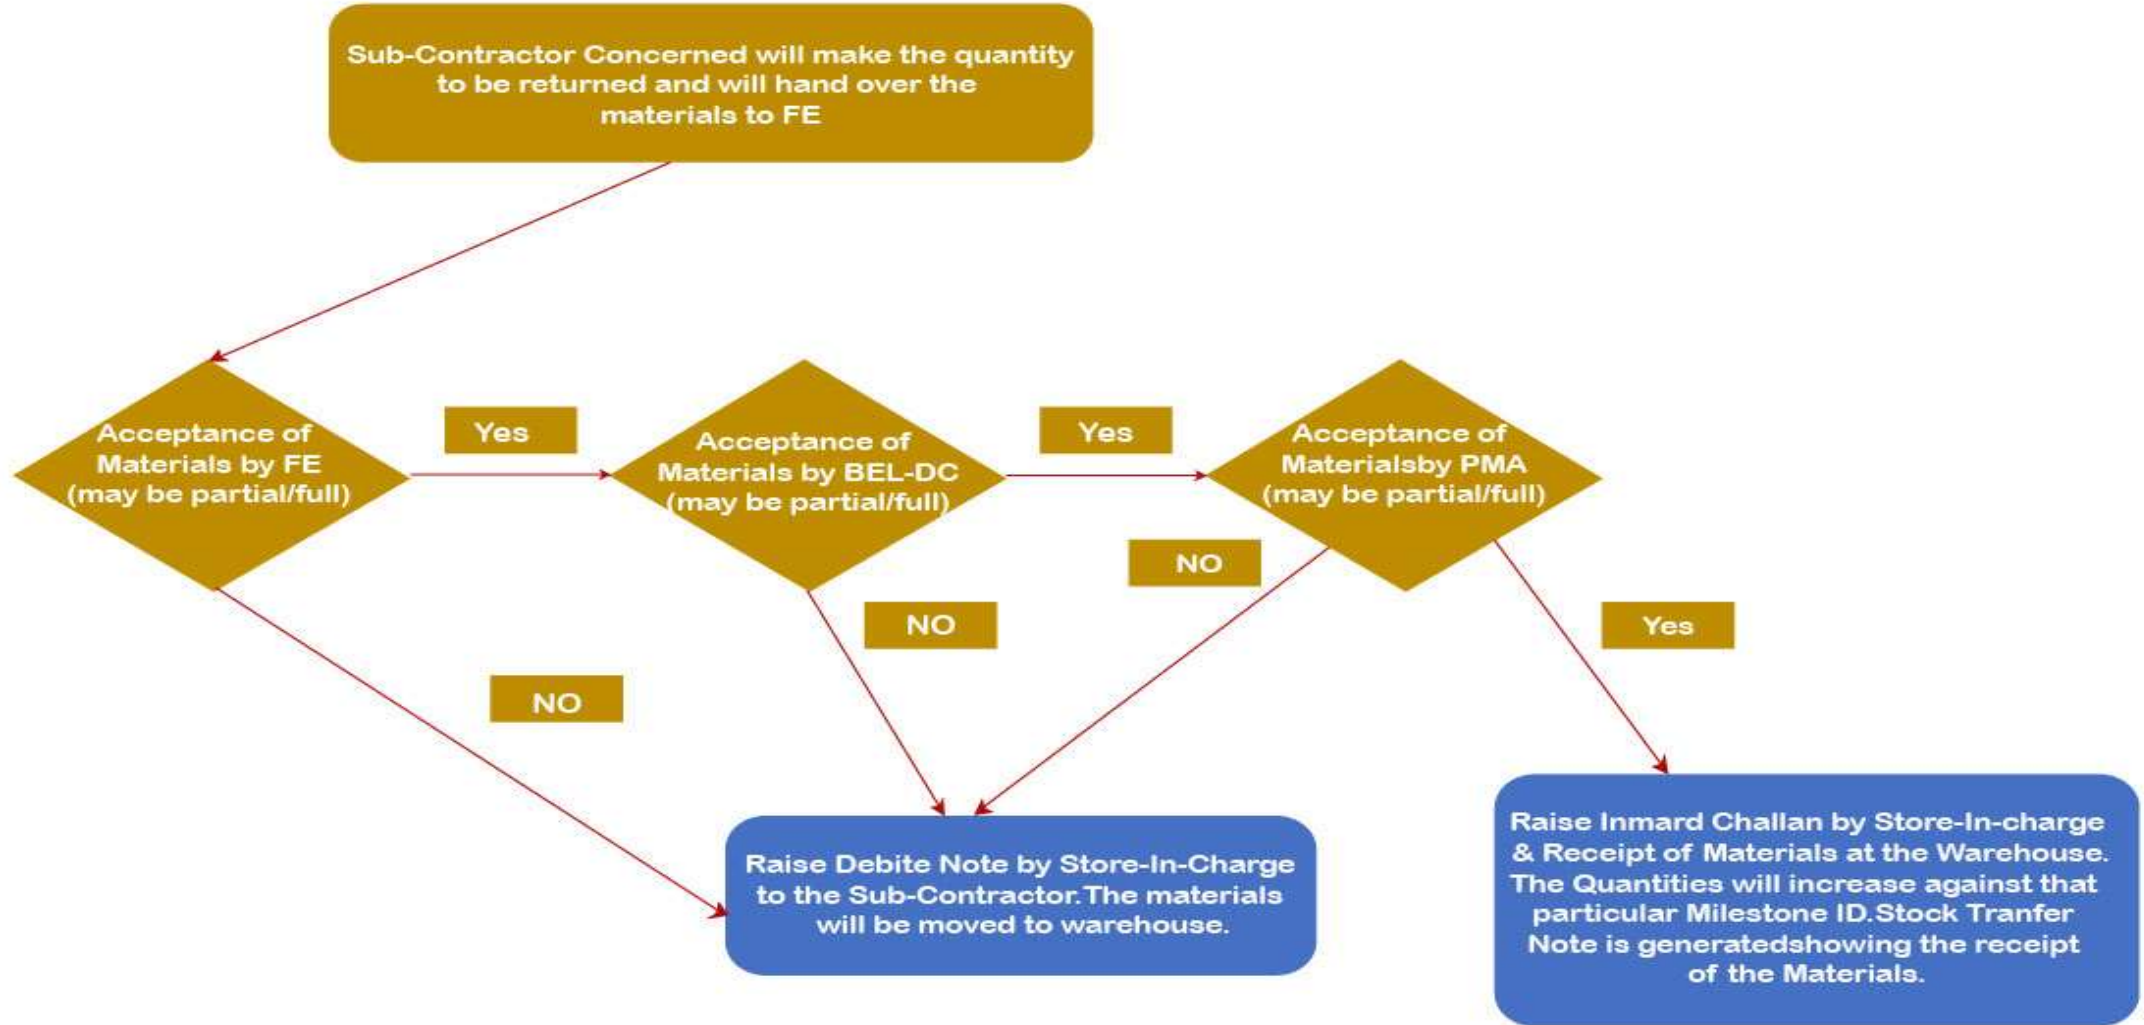 Sub-Contractor Concerned will make the quantity
to be returned and will hand over the
materials to FE
Acceptance of
Materials by FE
(may be partial/full)
Yes
Acceptance of
Materials by BEL-DC
(may be partial/full)
Yes
Acceptance of
Materialsby PMA
(may be partial/full)
NO
NO
Yes
NO
Raise Debite Note by Store-In-Charge
to the Sub-Contractor.The materials
will be moved to warehouse.
Raise Inmard Challan by Store-In-charge
& Receipt of Materials at the Warehouse.
The Quantities will increase against that
particular Milestone ID.Stock Tranfer
Note is generatedshowing the receipt
of the Materials.